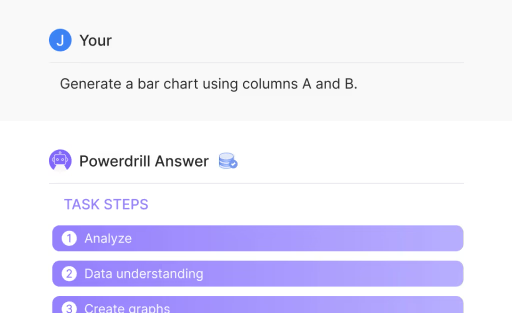 J Your
Generate a bar chart using columns A and B.
Powerdrill Answer
TASK STEPS
1 Analyze
2 Data understanding
3 Create graphs